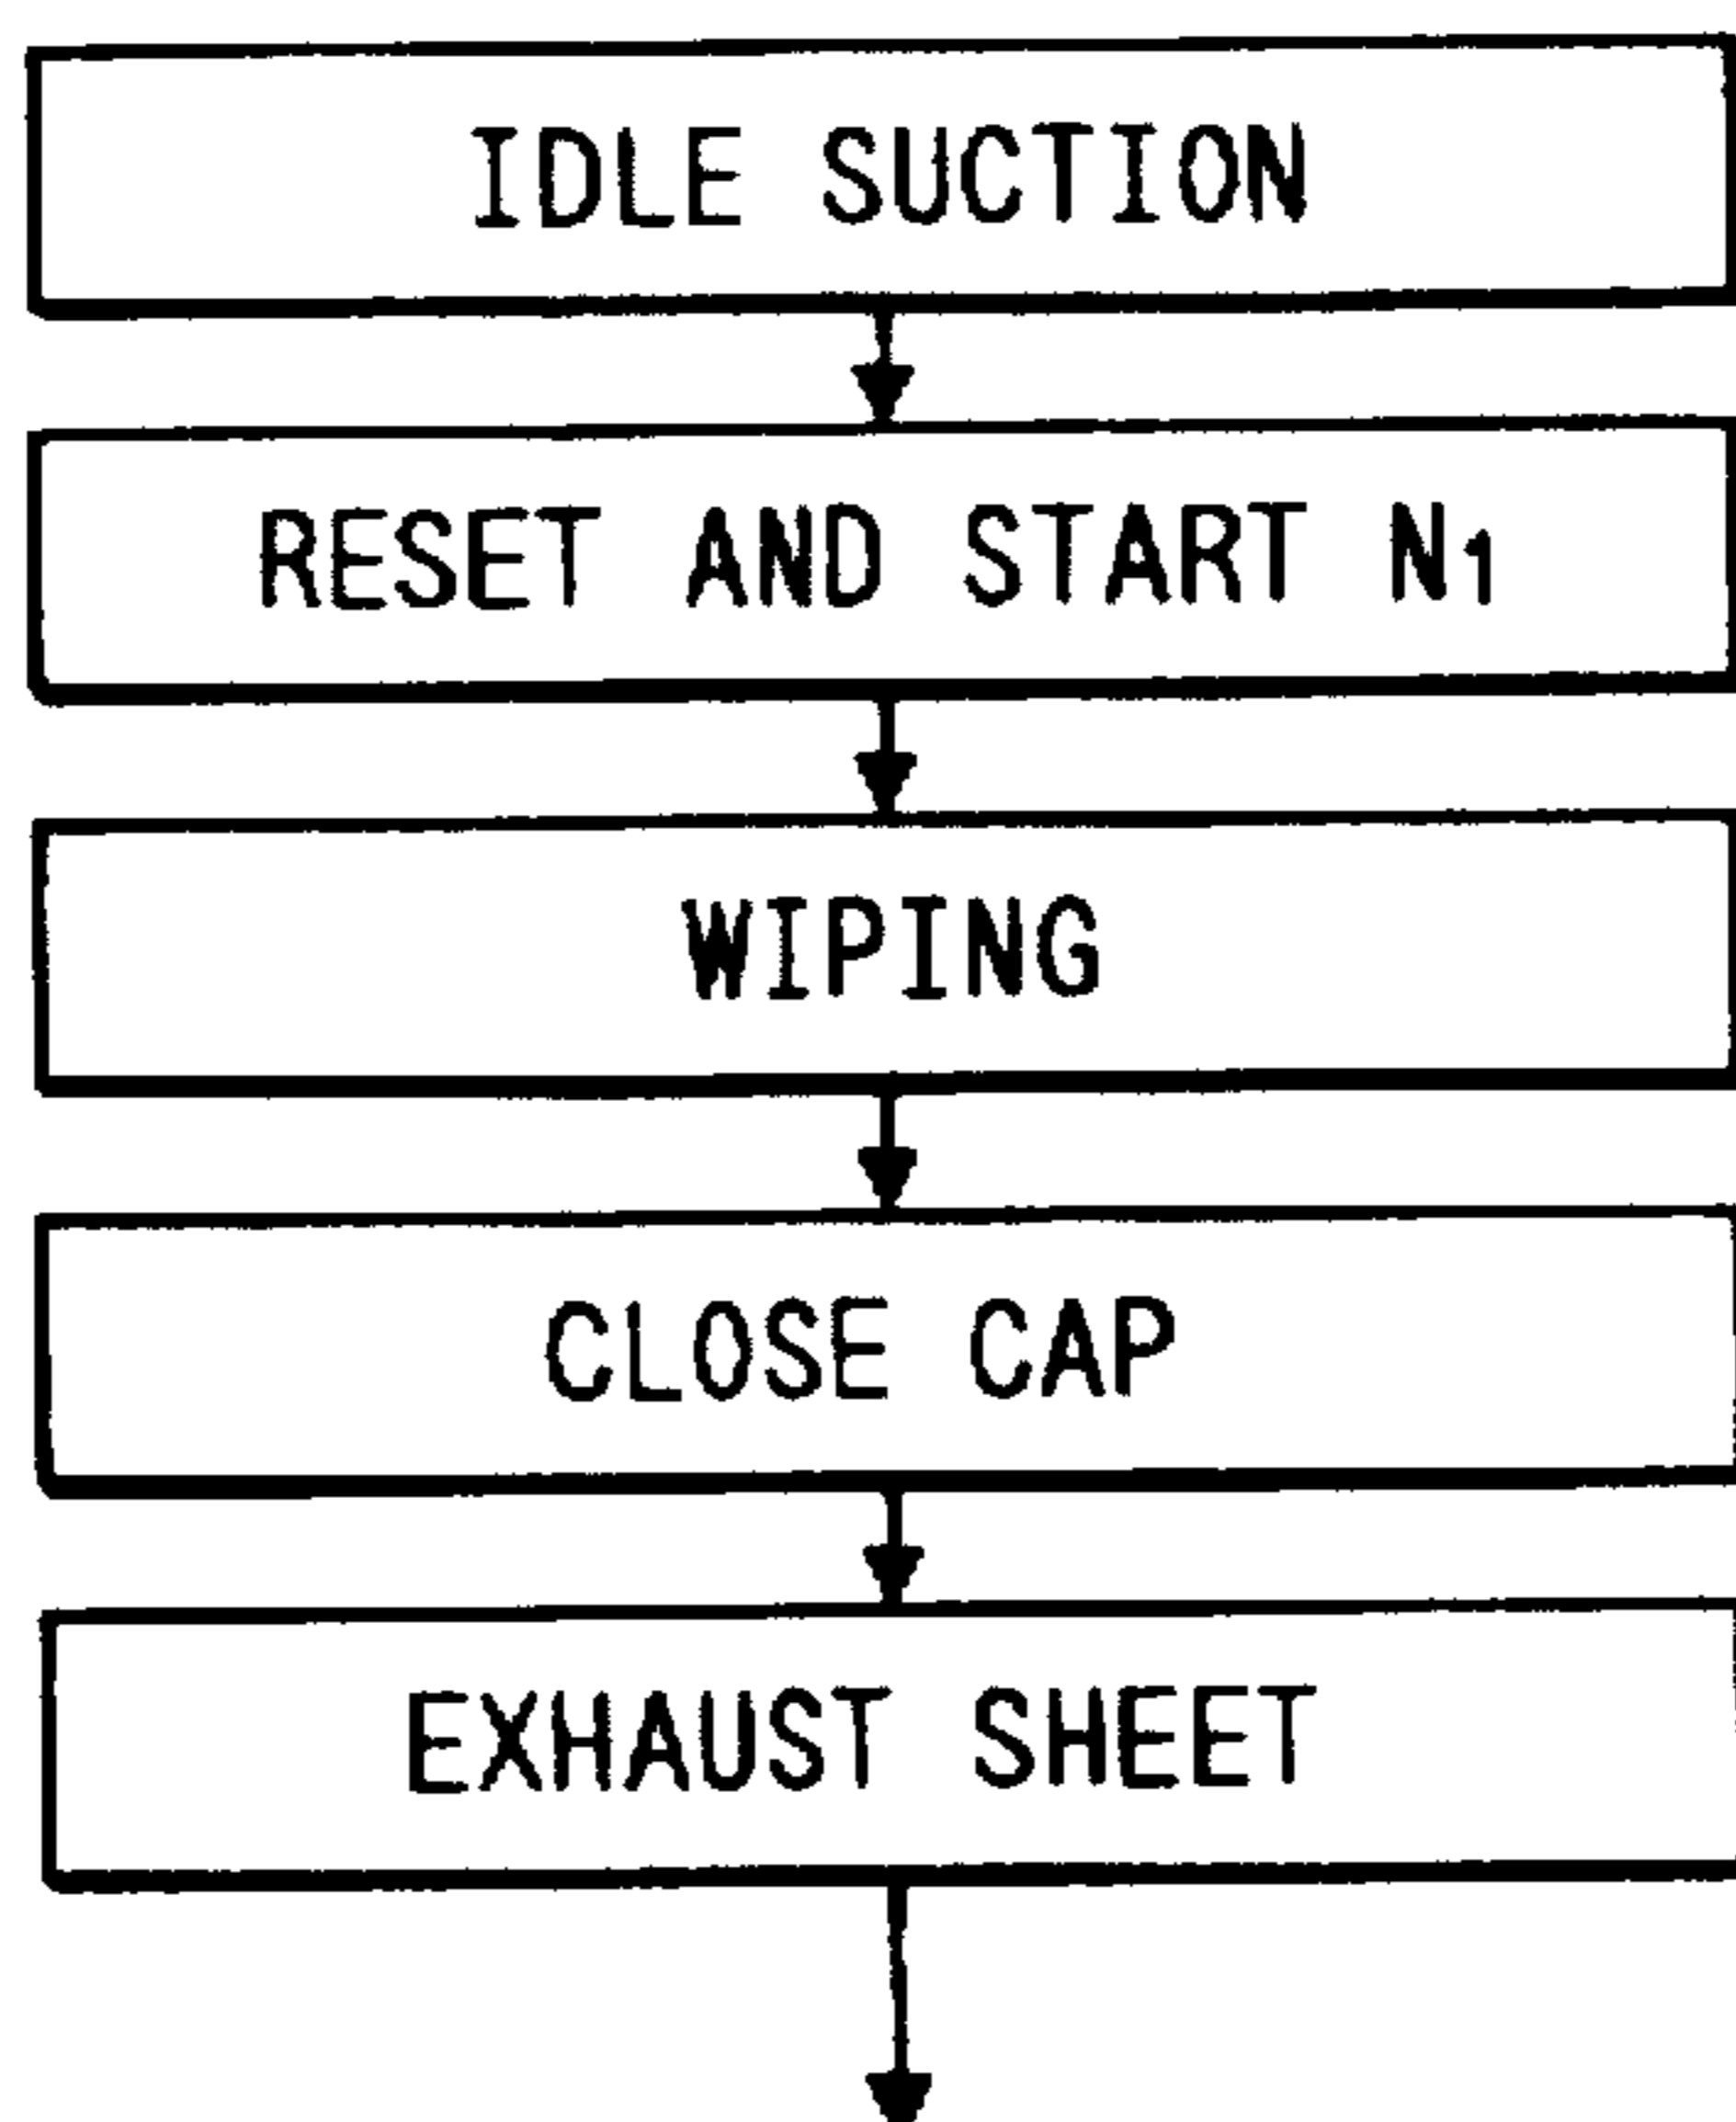 IDLE SUCTION
RESET AND START N1
WIPING
CLOSE CAP
EXHAUST SHEET